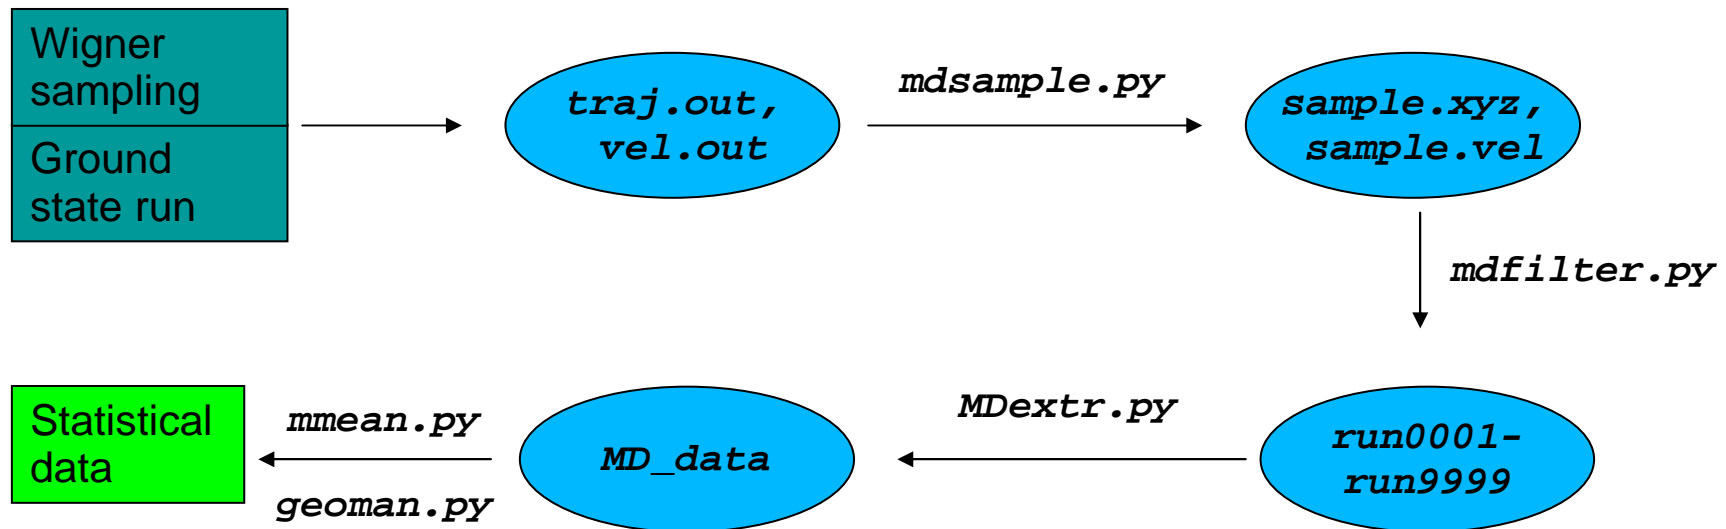 Wigner
sampling
Ground
state run
traj.out,
vel.out
mdsample.py
sample.xyz,
sample.vel
mdfilter.py
run0001-
run9999
MDextr.py
MD_data
mmean.py
geoman.py
Statistical
data